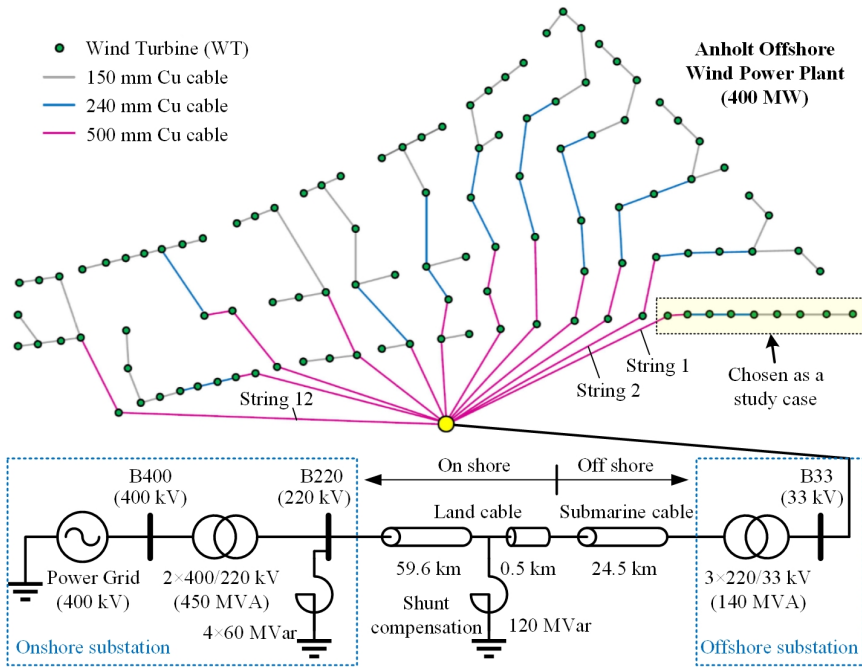 Wind Turbine (WT)
150 mm Cu cable
240 mm Cu cable
500 mm Cu cable
Anholt Offshore
Wind Power Plant
(400 MW)
String 1
String 2
Chosen as a
study case
String 12
B400
(400 kV)
B220
(220 kV)
On shore
Off shore
B33
(33 kV)
Land cable
Submarine cable
Power Grid
(400 kV)
2×400/220 kV
(450 MVA)
59.6 km
0.5 km
24.5 km
3×220/33 kV
(140 MVA)
Shunt
compensation
120 MVar
4×60 MVar
Onshore substation
Offshore substation